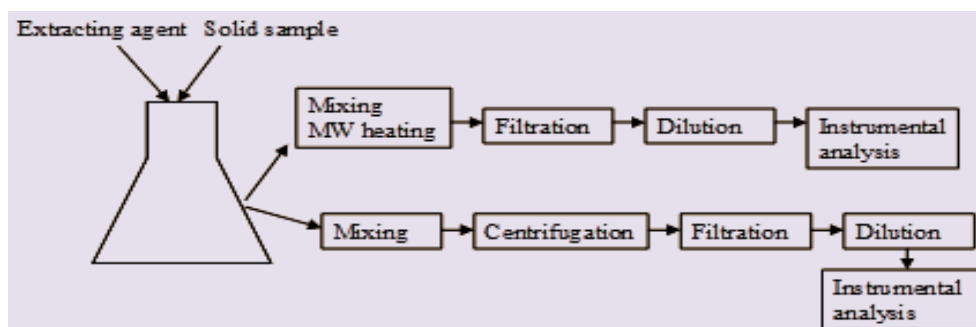 Extracting agent Solid sample
Mixing
MW heating
Filtration
Dilution
Instrumental
analysis
Mixing
Centrifugation
Filtration
Dilution
Instrumental
analysis